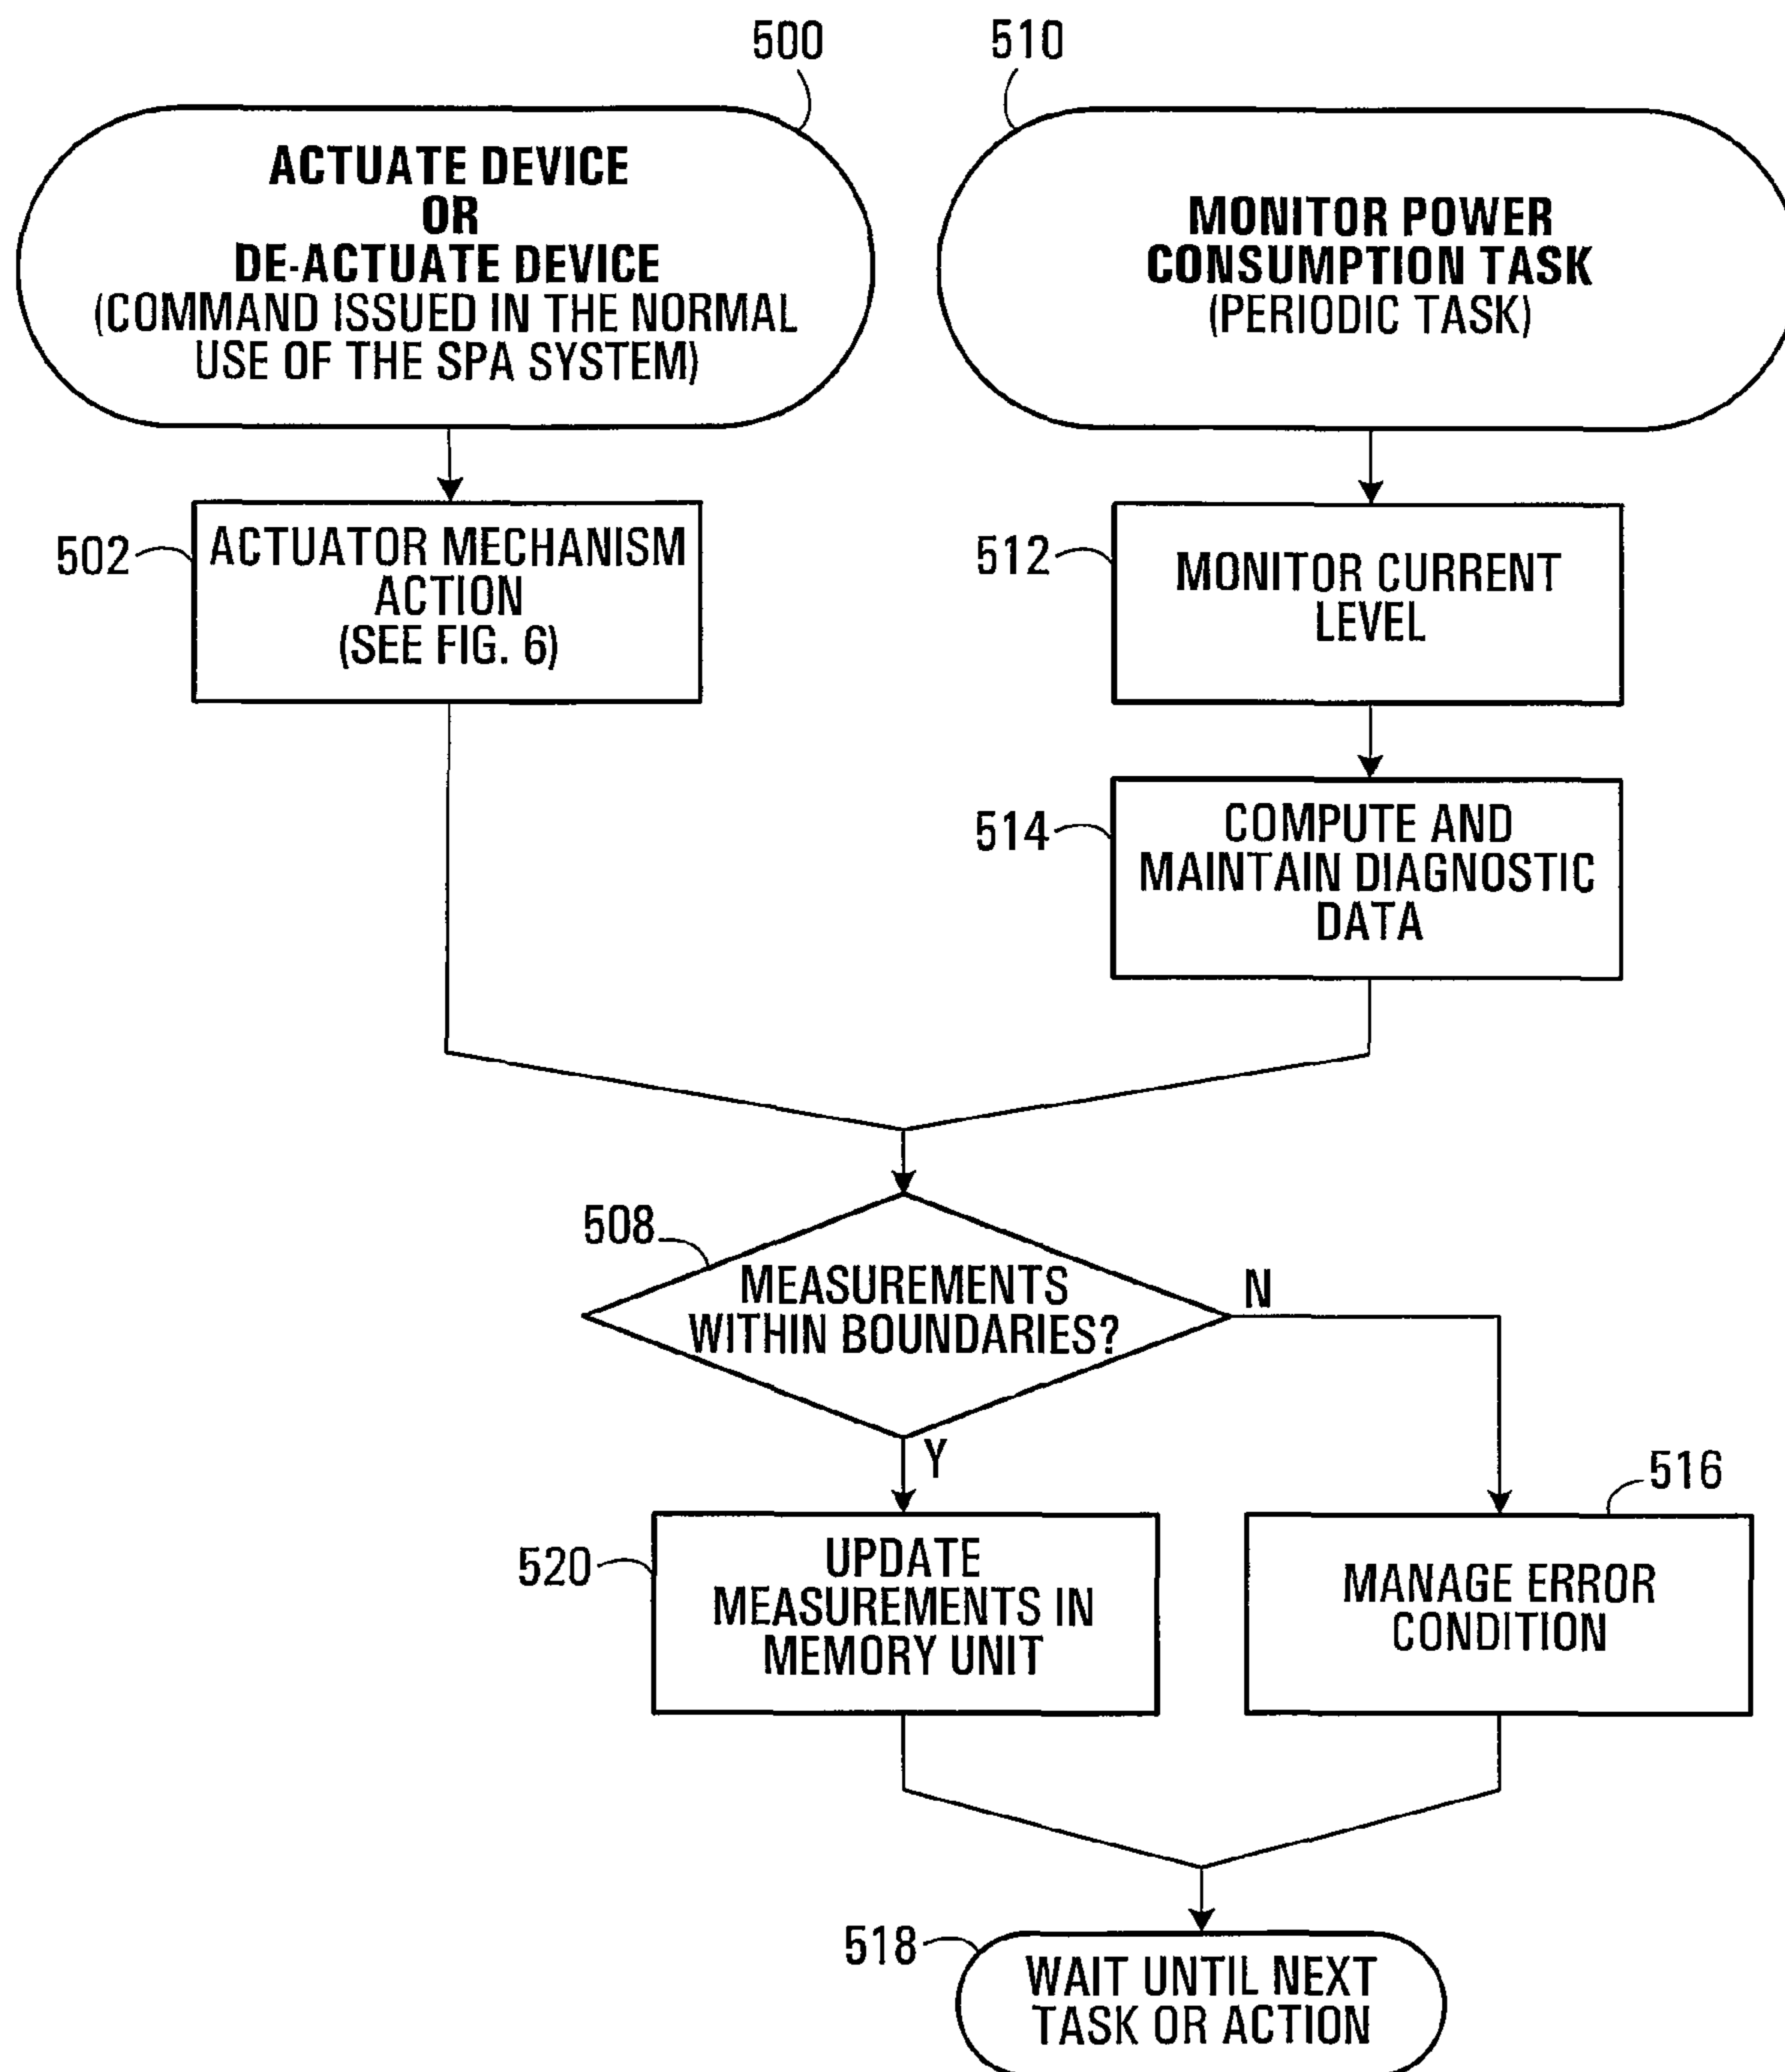 500
510
ACTUATE DEVICE
OR
DE-ACTUATE DEVICE
(COMMAND ISSUED IN THE NORMAL
USE OF THE SPA SYSTEM)
MONITOR POWER
CONSUMPTION TASK
(PERIODIC TASK)
502
ACTUATOR MECHANISM
ACTION
(SEE FIG. 6)
512
MONITOR CURRENT
LEVEL
514
COMPUTE AND
MAINTAIN DIAGNOSTIC
DATA
508
MEASUREMENTS
WITHIN BOUNDARIES?
N
Y
516
520
UPDATE
MEASUREMENTS IN
MEMORY UNIT
MANAGE ERROR
CONDITION
518
WAIT UNTIL NEXT
TASK OR ACTION